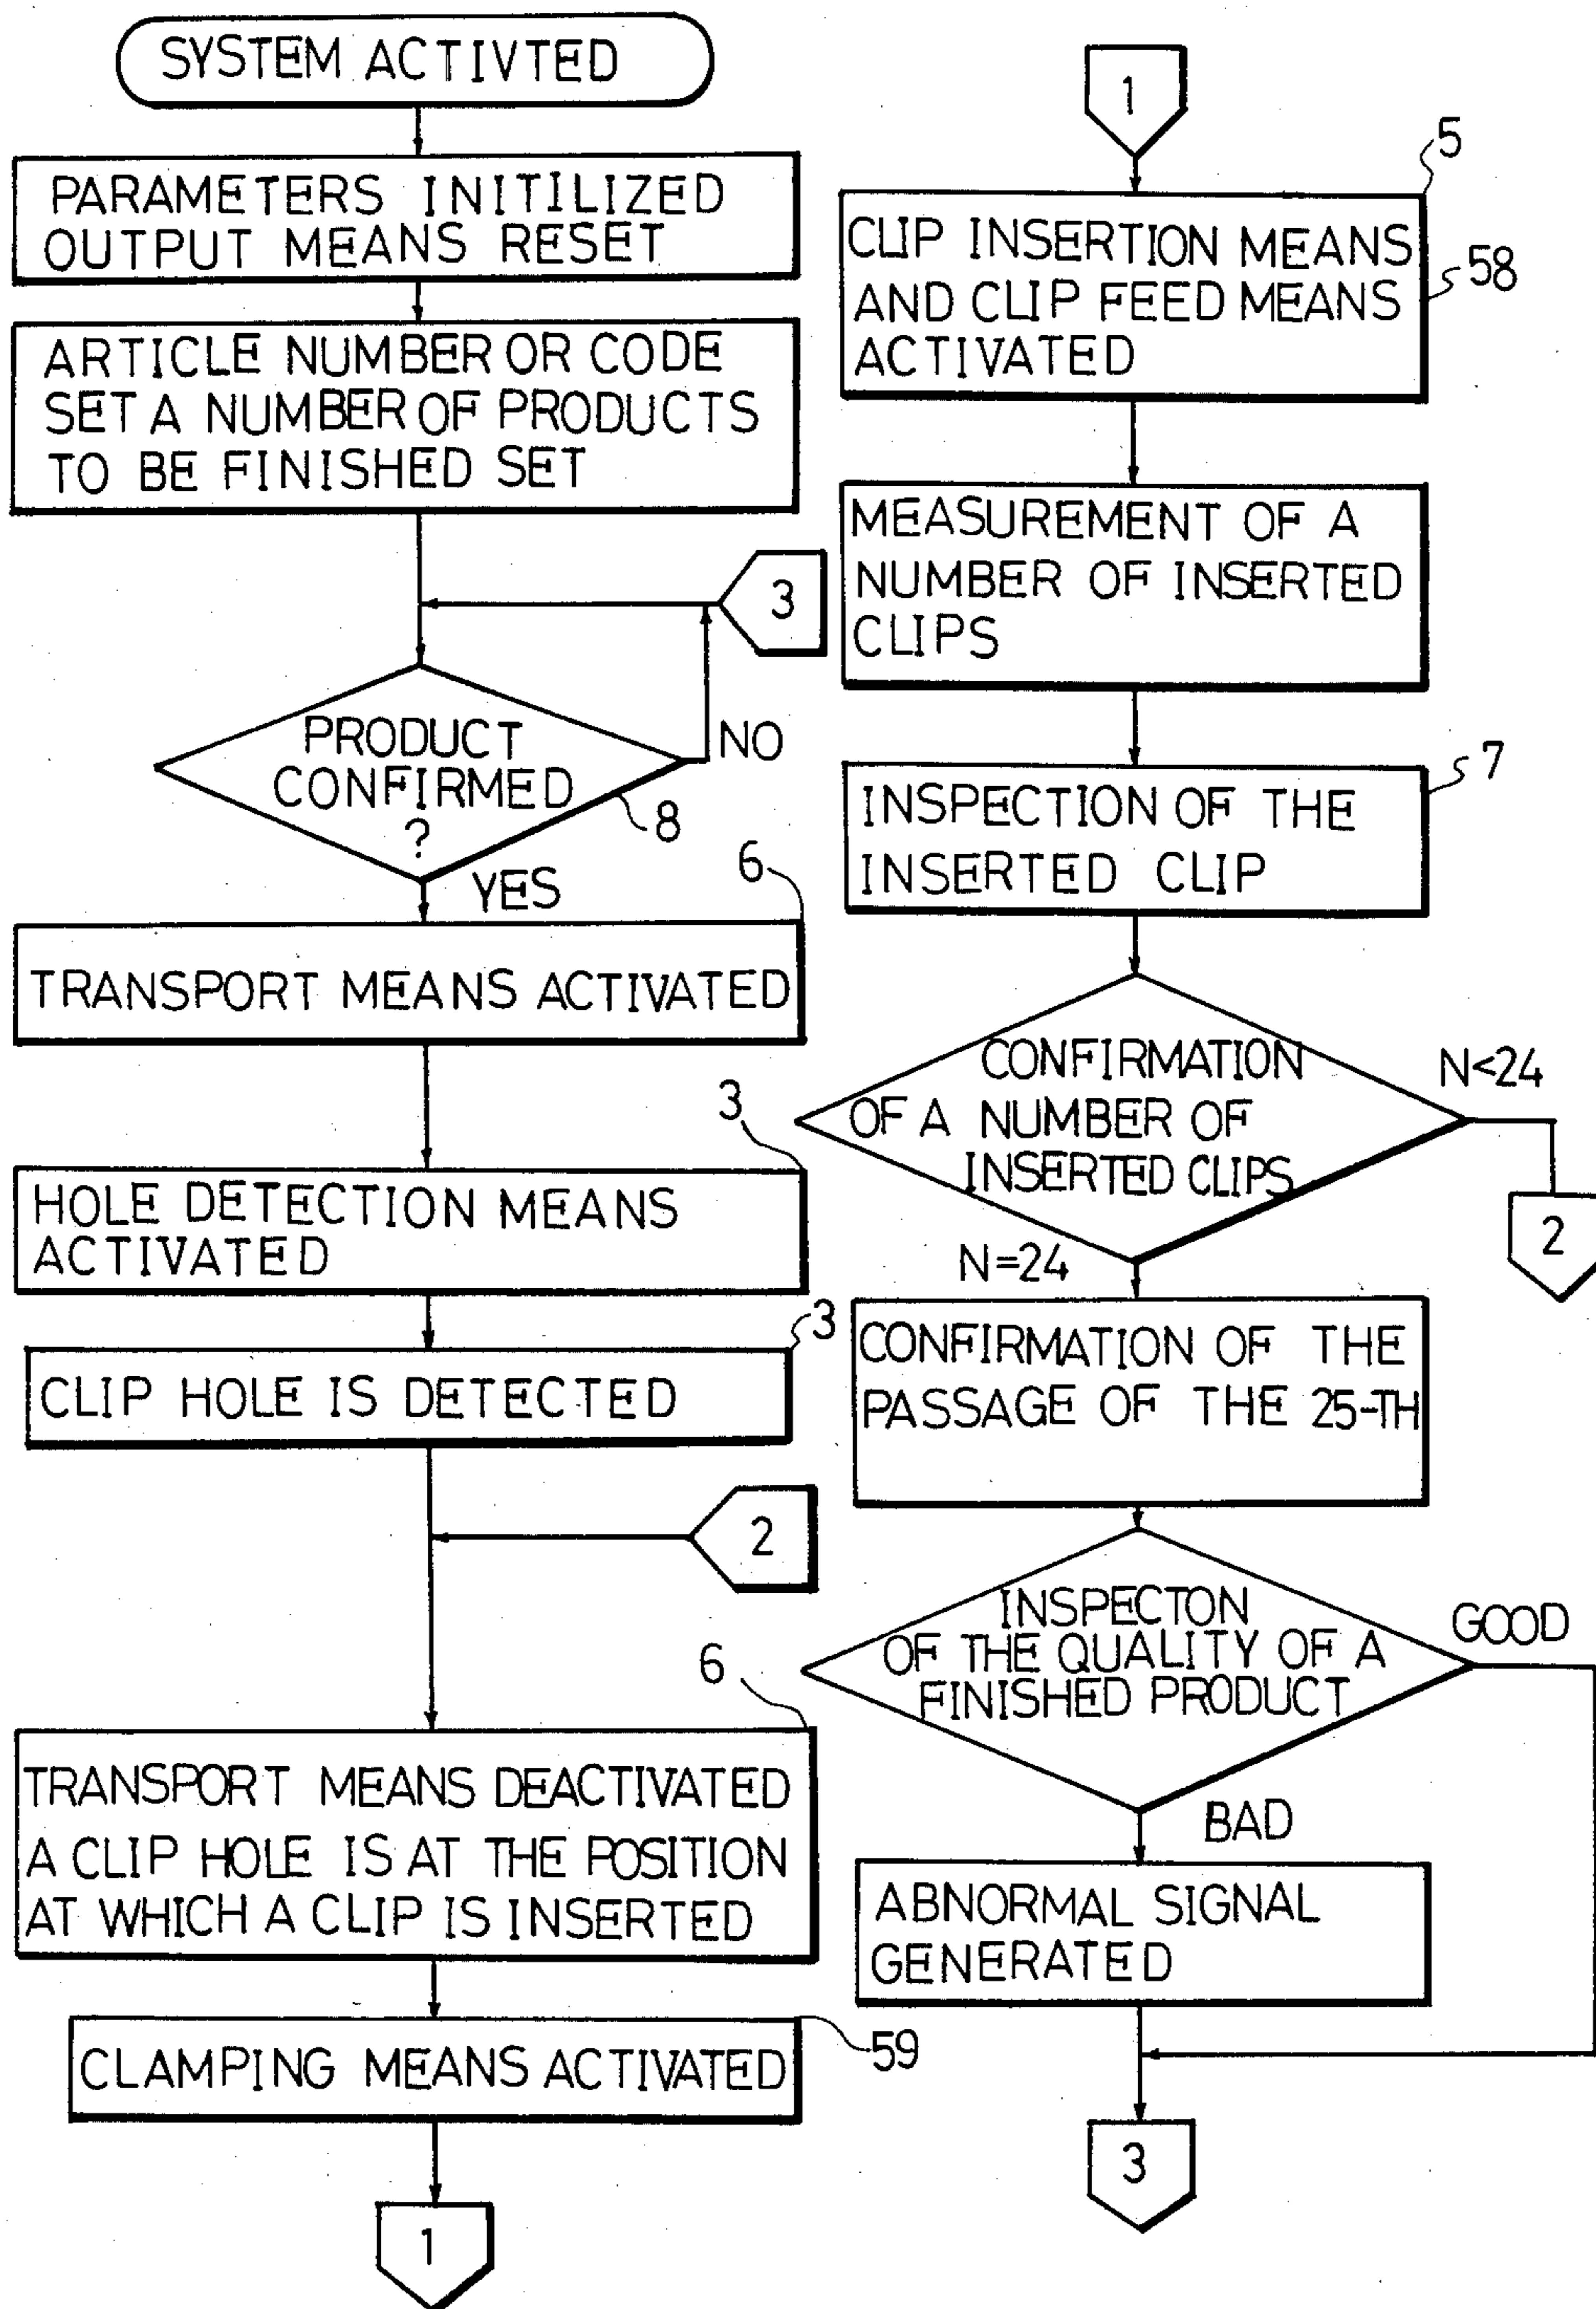 SYSTEM ACTIVTED
PARAMETERS INITILIZED
OUTPUT MEANS RESET
ARTICLE NUMBER OR CODE
SET A NUMBER OF PRODUCTS
TO BE FINISHED SET
3
PRODUCT
CONFIRMED
?
NO
8
YES
6
TRANSPORT MEANS ACTIVATED
3
HOLE DETECTION MEANS
ACTIVATED
3
CLIP HOLE IS DETECTED
2
6
TRANSPORT MEANS DEACTIVATED
A CLIP HOLE IS AT THE POSITION
AT WHICH A CLIP IS INSERTED
59
CLAMPING MEANS ACTIVATED
1
1
5
CLIP INSERTION MEANS
AND CLIP FEED MEANS
ACTIVATED
58
MEASUREMENT OF A
NUMBER OF INSERTED
CLIPS
7
INSPECTION OF THE
INSERTED CLIP
CONFIRMATION
OF A NUMBER OF
INSERTED CLIPS
N<24
2
N=24
CONFIRMATION OF THE
PASSAGE OF THE 25-TH
INSPECTON
OF THE QUALITY OF A
FINISHED PRODUCT
GOOD
BAD
ABNORMAL SIGNAL
GENERATED
3